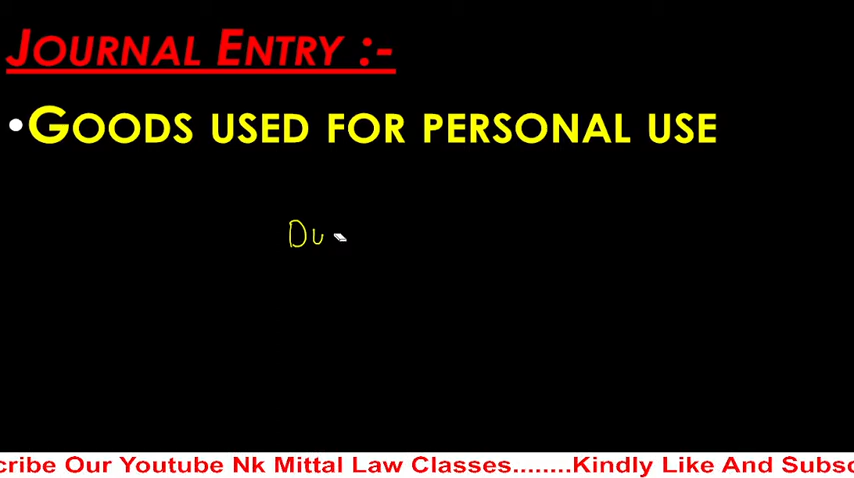 JOURNAL ENTRY :-
•GOODS USED FOR PERSONAL USE
Du
cribe Our Youtube Nk Mittal Law Classes........Kindly Like And Subsc